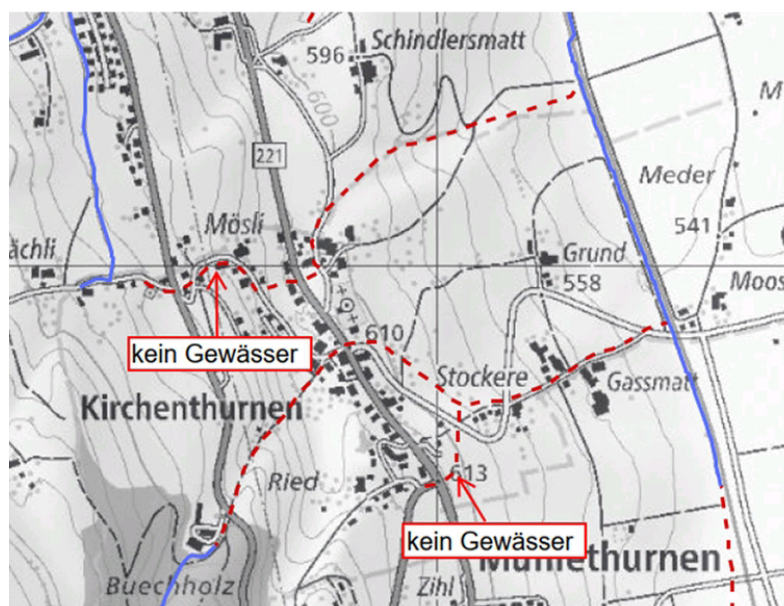 596
Schindlersmatt
600
M
221
Meder
Mösli
541
ächli
Grund
558
Moos
kein Gewässer
610
Stockere
Gassmatt
Kirchenthurnen
Ried
613
kein Gewässer
Mühlethurnen
Buechholz
Zihl